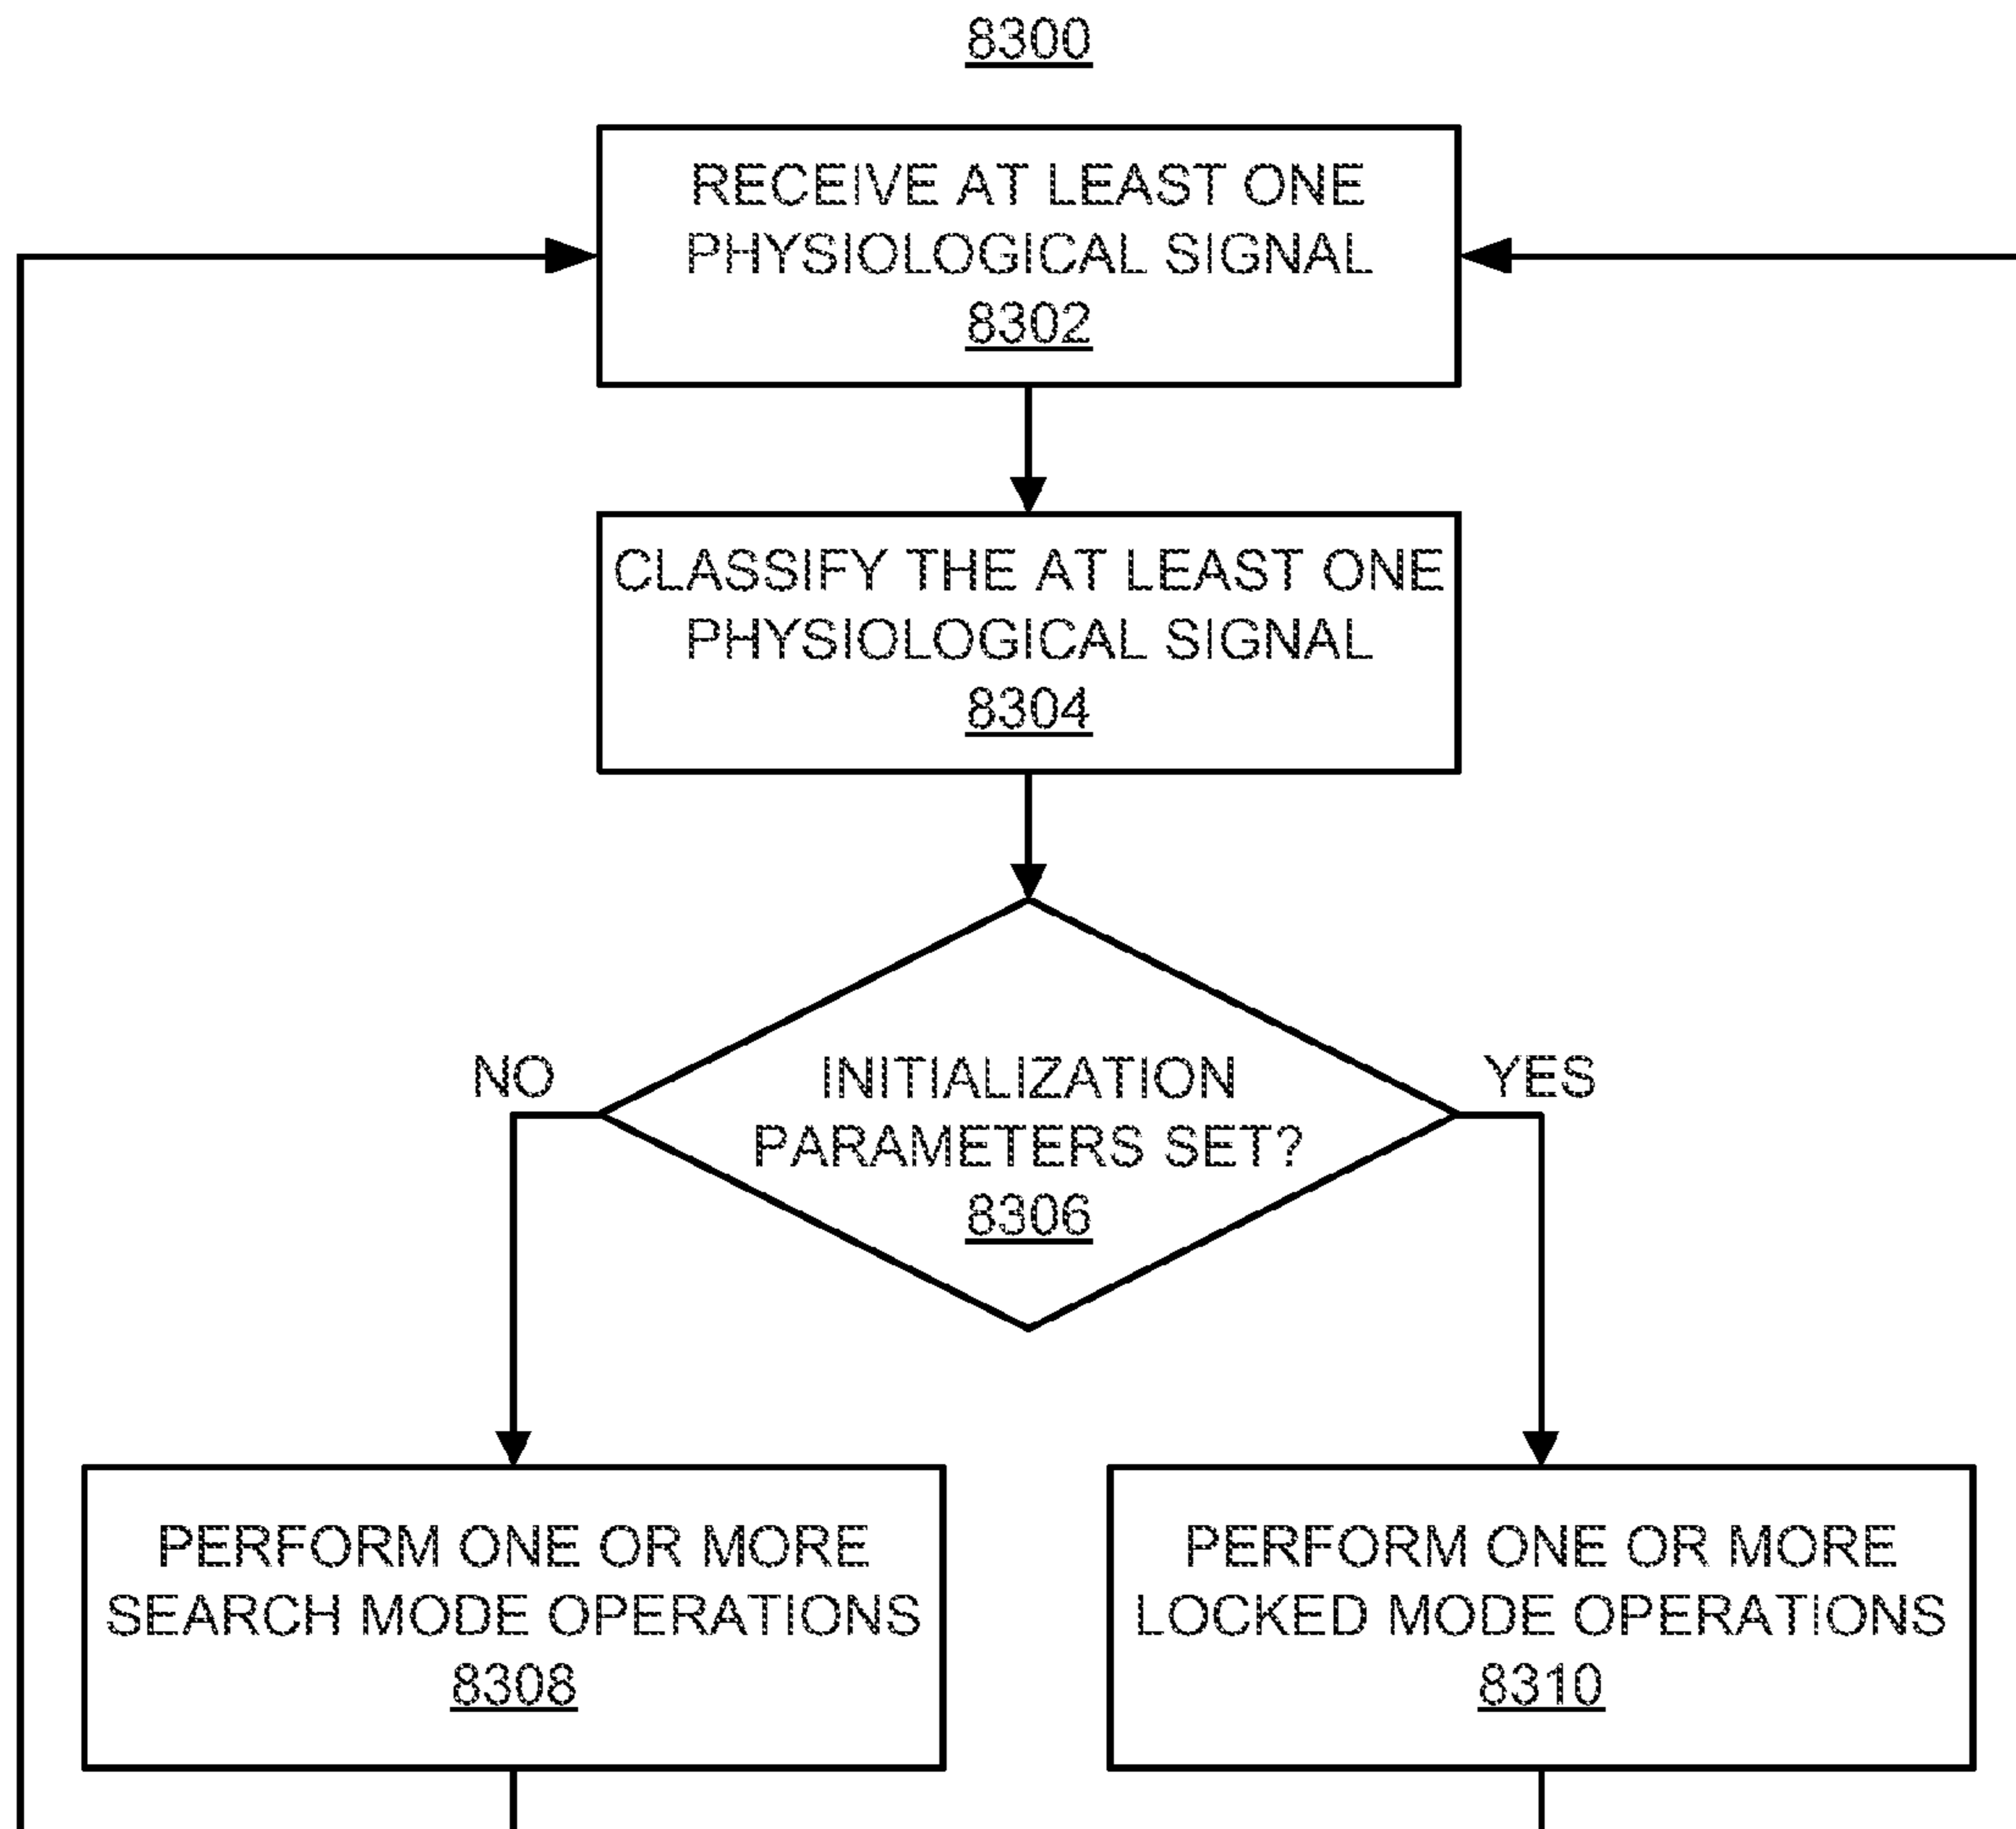 8300
RECEIVE AT LEAST ONE
PHYSIOLOGICAL SIGNAL
8302
CLASSIFY THE AT LEAST ONE
PHYSIOLOGICAL SIGNAL
8304
NO
INITIALIZATION
YES
PARAMETERS SET?
8306
PERFORM ONE OR MORE
SEARCH MODE OPERATIONS
8308
PERFORM ONE OR MORE
LOCKED MODE OPERATIONS
8310